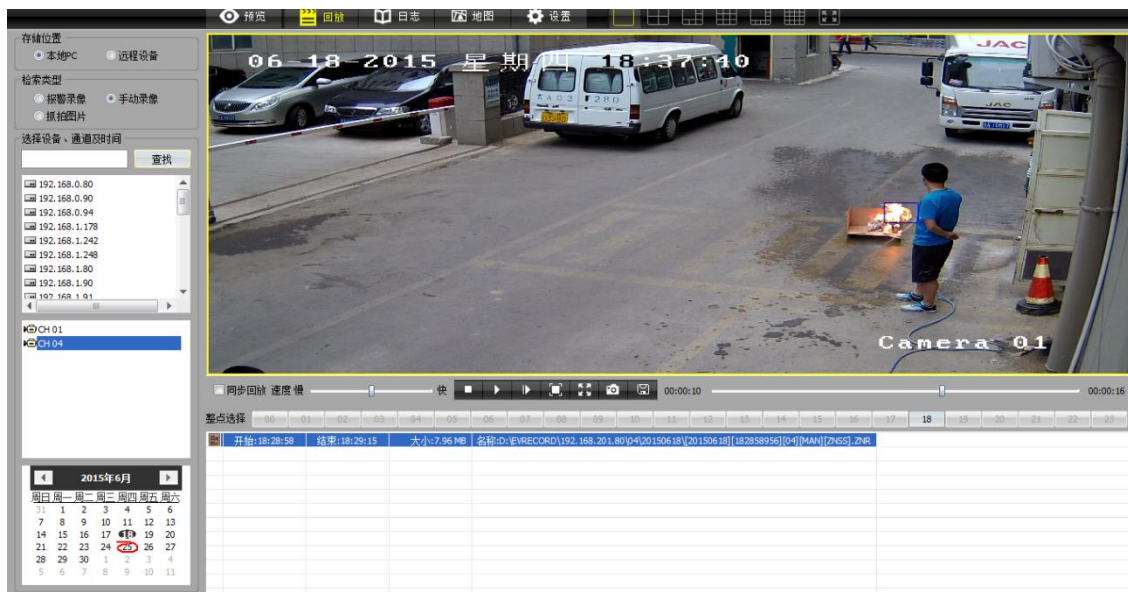 预览 回放 日志 地图 设置
存储位置
本地PC 远程设备
检索类型
报警录像 手动录像
抓拍图片
选择设备、通道及时间
查找
192.168.0.80
192.168.0.90
192.168.0.94
192.168.1.178
192.168.1.242
192.168.1.248
192.168.1.80
192.168.1.90
192.168.1.91
CH 01
CH 04
2015年6月
周日 周一 周二 周三 周四 周五 周六
31 1 2 3 4 5 6
7 8 9 10 11 12 13
14 15 16 17 18 19 20
21 22 23 24 25 26 27
28 29 30 1 2 3 4
5 6 7 8 9 10 11
06-18-2015 星期四 18:37:40
JAC
JAC
Camera 01
同步回放 速度 慢 快 00:00:10 00:00:16
整点选择 00 01 02 03 04 05 06 07 08 09 10 11 12 13 14 15 16 17 18 19 20 21 22 23
开始:18:28:58 结束:18:29:15 大小:7.96 MB 名称:D:\EVRECORD\192.168.201.80\04\20150618\[20150618][182858956][04][MAN][ZNSS].ZNR